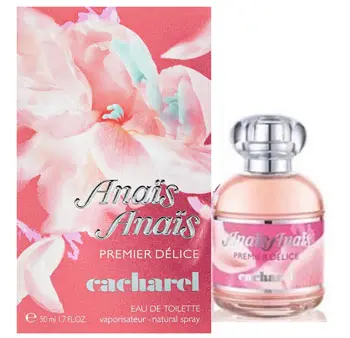 Anaïs
Anaïs
PREMIER DÉLICE
cacharel
EAU DE TOILETTE
50 ml 1.7 FL.OZ. vaporisateur - natural spray
Anaïs Anaïs
PREMIER DÉLICE
cacharel